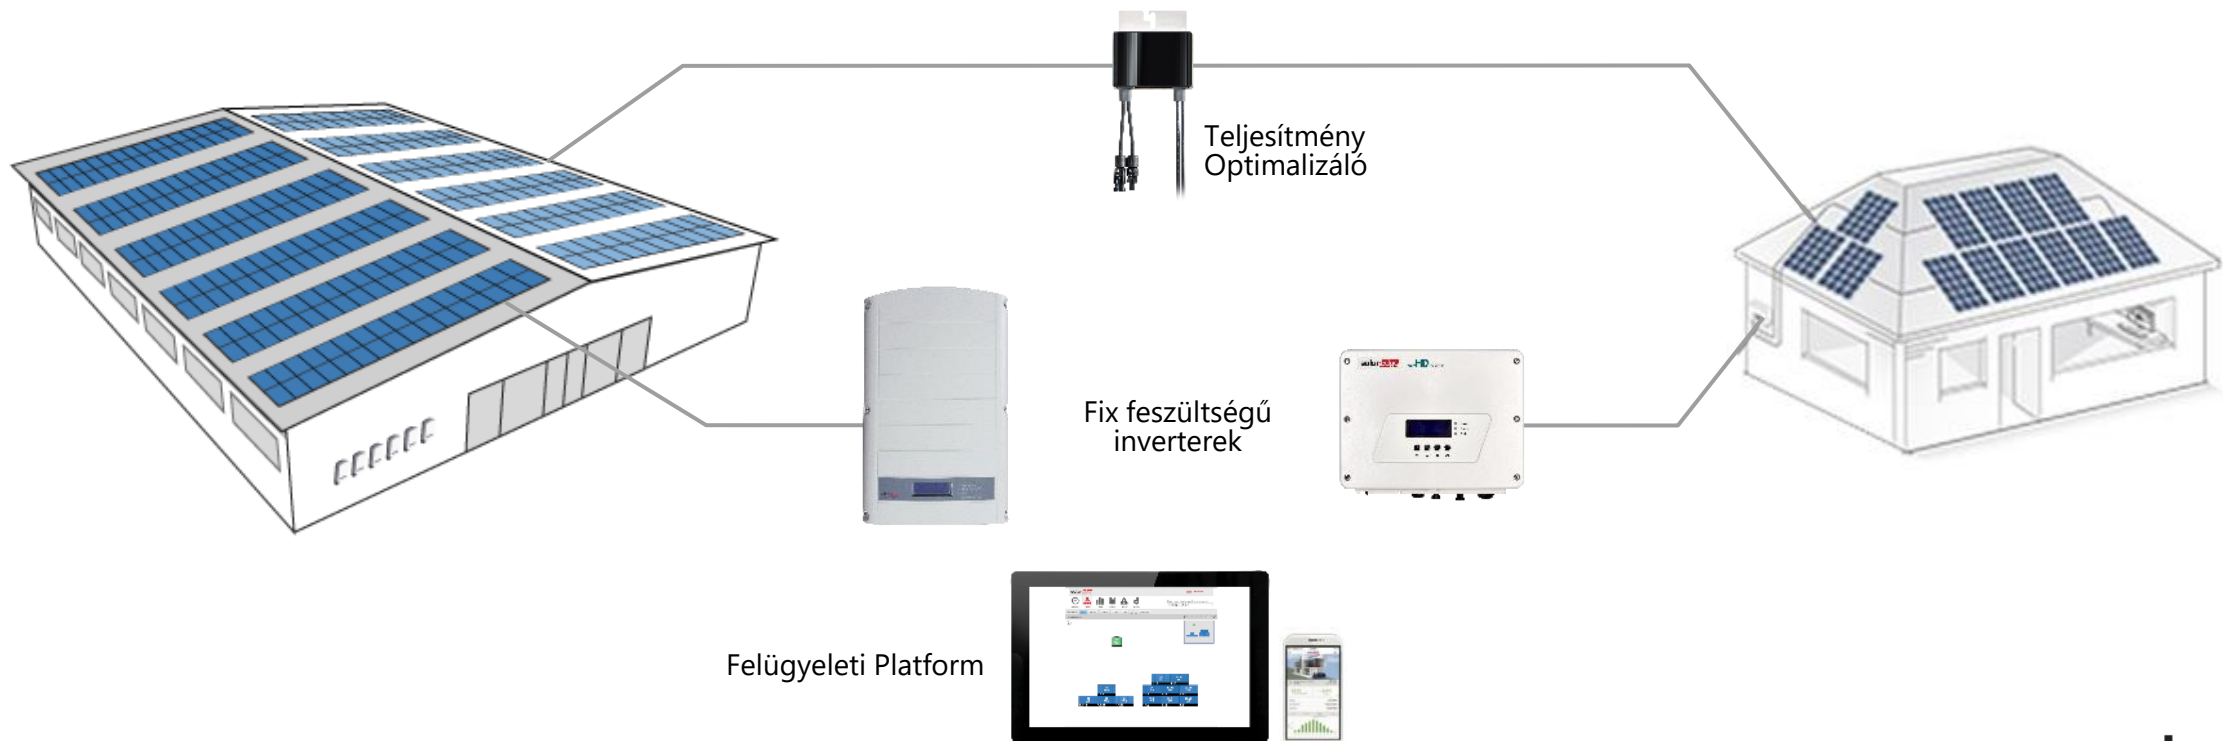 Teljesítmény
Optimalizáló
Fix feszültségű
inverterek
Felügyeleti Platform